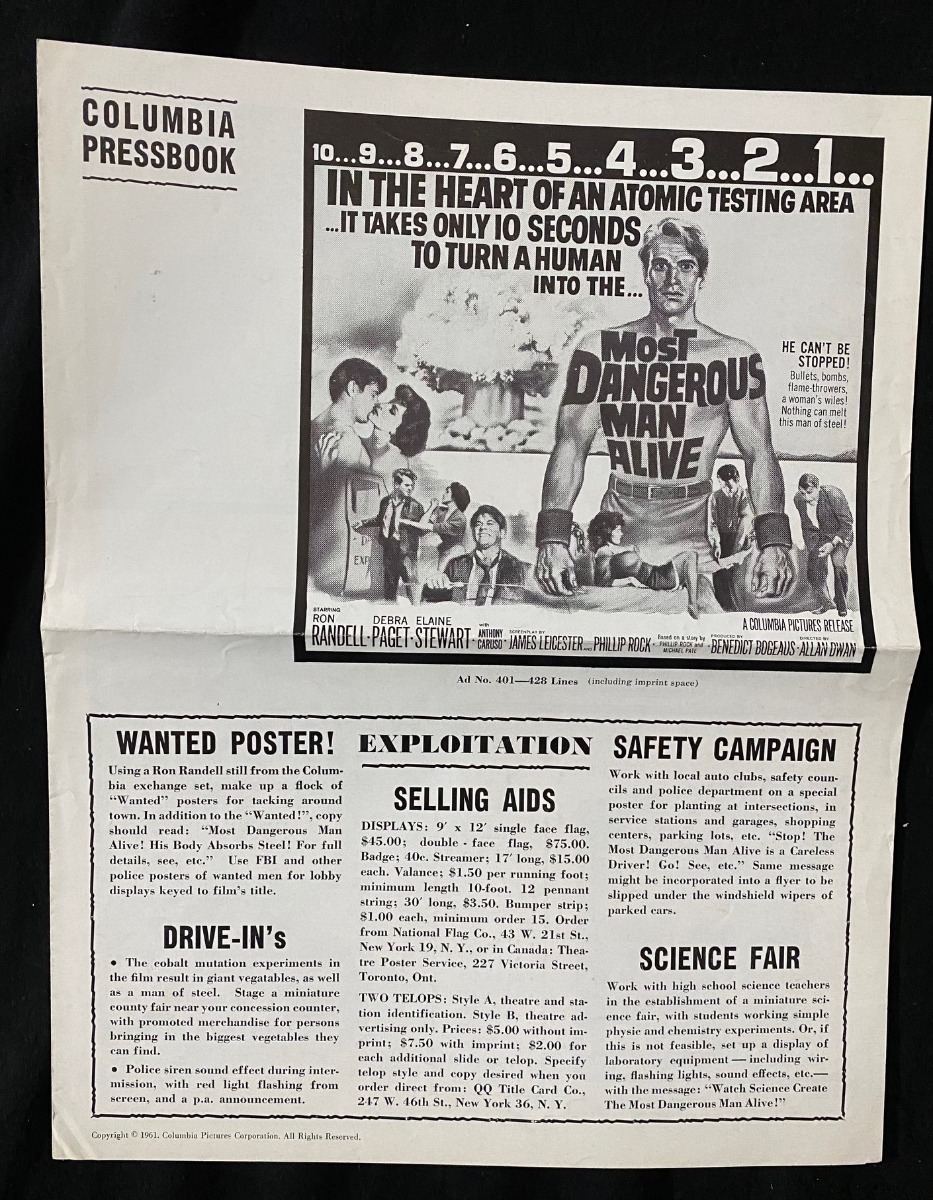 COLUMBIA
PRESSBOOK
10...9...8...7...6...5...4...3...2...1...
IN THE HEART OF AN ATOMIC TESTING AREA
...IT TAKES ONLY 10 SECONDS
TO TURN A HUMAN
INTO THE...
MOST
DANGEROUS
MAN
ALIVE
HE CAN'T BE
STOPPED!
Bullets, bombs,
flame-throwers,
a woman's wiles!
Nothing can melt
this man of steel!
A COLUMBIA PICTURES RELEASE
STARRING
RON RANDELL · DEBRA PAGET · ELAINE STEWART · with ANTHONY CARUSO · SCREENPLAY BY JAMES LEICESTER and PHILLIP ROCK · Based on a story by PHILLIP ROCK and MICHAEL PATE · PRODUCED BY BENEDICT BOGEAUS · DIRECTED BY ALLAN DWAN
Ad No. 401—428 Lines (including imprint space)
WANTED POSTER!
Using a Ron Randell still from the Colum-
bia exchange set, make up a flock of
"Wanted" posters for tacking around
town. In addition to the "Wanted!", copy
should read: "Most Dangerous Man
Alive! His Body Absorbs Steel! For full
details, see, etc." Use FBI and other
police posters of wanted men for lobby
displays keyed to film's title.
DRIVE-IN's
• The cobalt mutation experiments in
the film result in giant vegatables, as well
as a man of steel. Stage a miniature
county fair near your concession counter,
with promoted merchandise for persons
bringing in the biggest vegetables they
can find.
• Police siren sound effect during inter-
mission, with red light flashing from
screen, and a p.a. announcement.
EXPLOITATION
SELLING AIDS
DISPLAYS: 9′ x 12′ single face flag,
$45.00; double - face flag, $75.00.
Badge; 40c. Streamer; 17′ long, $15.00
each. Valance; $1.50 per running foot;
minimum length 10-foot. 12 pennant
string; 30′ long, $3.50. Bumper strip;
$1.00 each, minimum order 15. Order
from National Flag Co., 43 W. 21st St.,
New York 19, N. Y., or in Canada: Thea-
tre Poster Service, 227 Victoria Street,
Toronto, Ont.
TWO TELOPS: Style A, theatre and sta-
tion identification. Style B, theatre ad-
vertising only. Prices: $5.00 without im-
print; $7.50 with imprint; $2.00 for
each additional slide or telop. Specify
telop style and copy desired when you
order direct from: QQ Title Card Co.,
247 W. 46th St., New York 36, N. Y.
SAFETY CAMPAIGN
Work with local auto clubs, safety coun-
cils and police department on a special
poster for planting at intersections, in
service stations and garages, shopping
centers, parking lots, etc. "Stop! The
Most Dangerous Man Alive is a Careless
Driver! Go! See, etc." Same message
might be incorporated into a flyer to be
slipped under the windshield wipers of
parked cars.
SCIENCE FAIR
Work with high school science teachers
in the establishment of a miniature sci-
ence fair, with students working simple
physic and chemistry experiments. Or, if
this is not feasible, set up a display of
laboratory equipment — including wir-
ing, flashing lights, sound effects, etc.—
with the message: "Watch Science Create
The Most Dangerous Man Alive!"
Copyright © 1961. Columbia Pictures Corporation. All Rights Reserved.